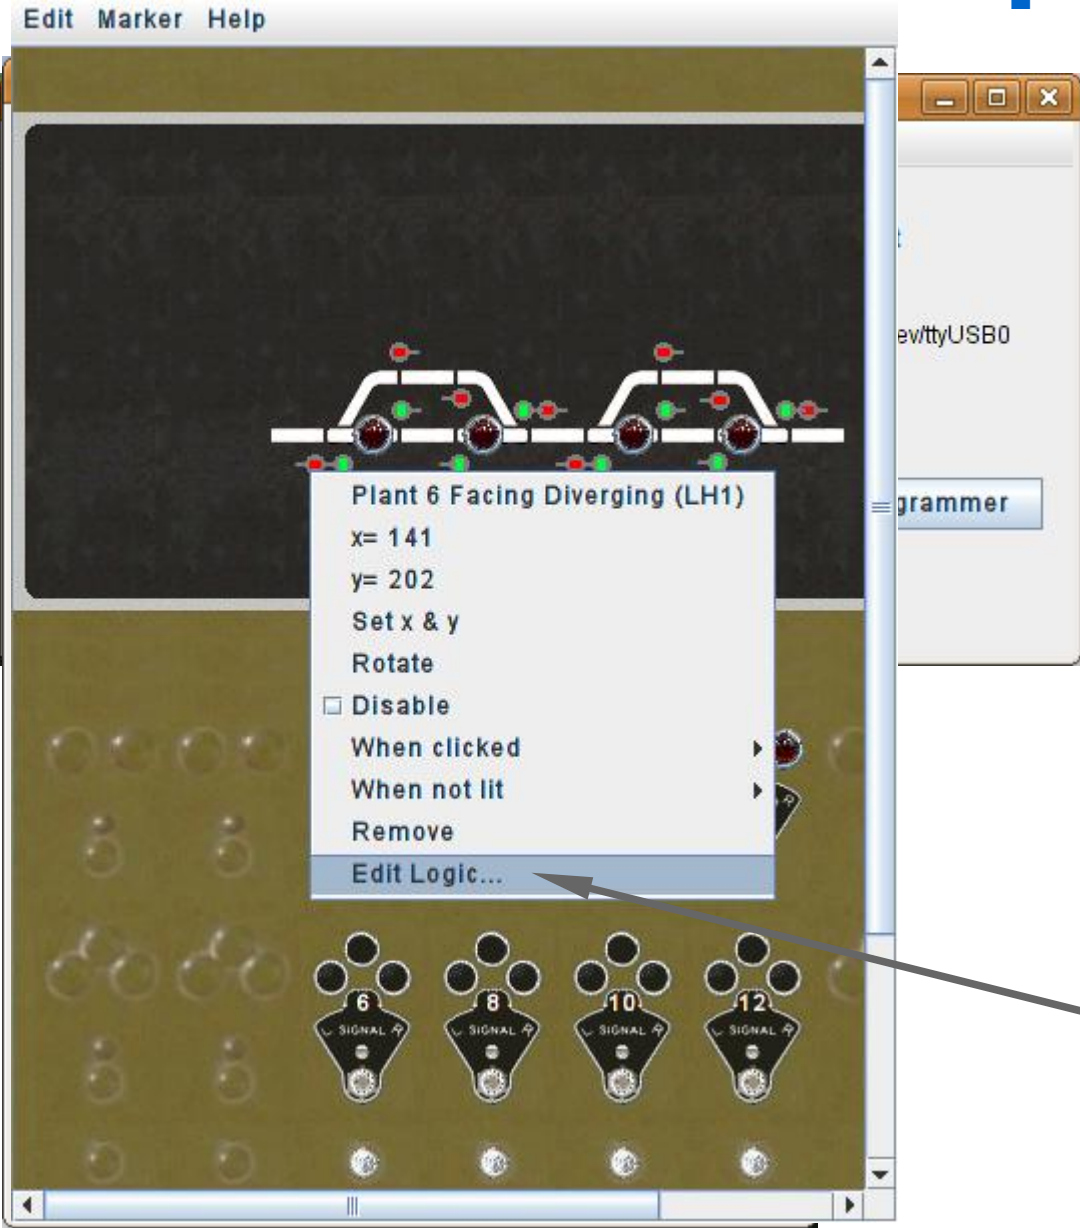 Edit Marker Help
ev/ttyUSB0
grammer
Plant 6 Facing Diverging (LH1)
x= 141
y= 202
Set x & y
Rotate
Disable
When clicked
When not lit
Remove
Edit Logic...
R
6 8 10 12
L SIGNAL R L SIGNAL R L SIGNAL R L SIGNAL R